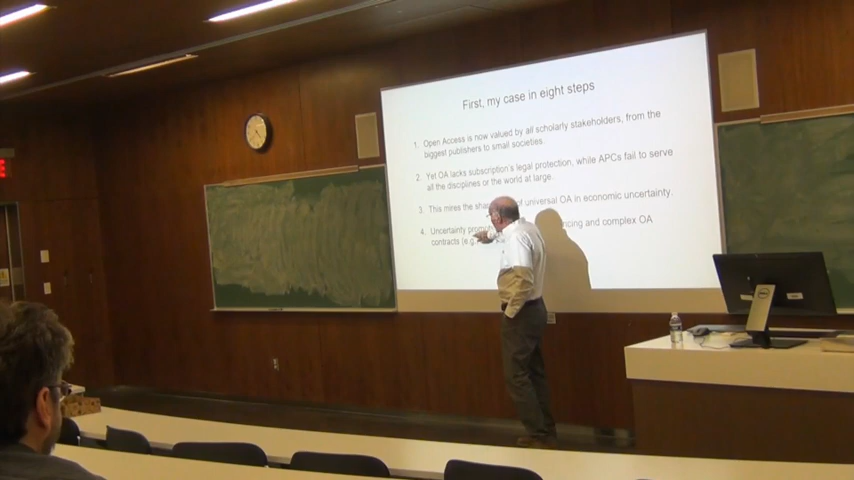 First, my case in eight steps
1. Open Access is now valued by all scholarly stakeholders, from the
biggest publishers to small societies.
2. Yet OA lacks subscription's legal protection, while APCs fail to serve
all the disciplines or the world at large.
3. This mires the of universal OA in economic uncertainty.
4. Uncertainty and complex OA
contracts (e.g.,
DELL